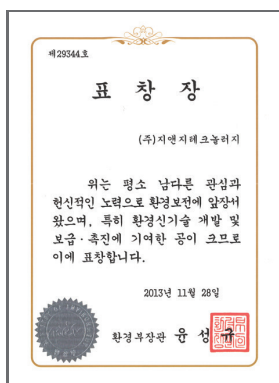 제29344호
표 창 장
(주)지앤지테크놀러지
위는 평소 남다른 관심과
헌신적인 노력으로 환경보전에 앞장서
왔으며, 특히 환경신기술 개발 및
보급·촉진에 기여한 공이 크므로
이에 표창합니다.
2013년 11월 28일
환경부장관 윤 성 규